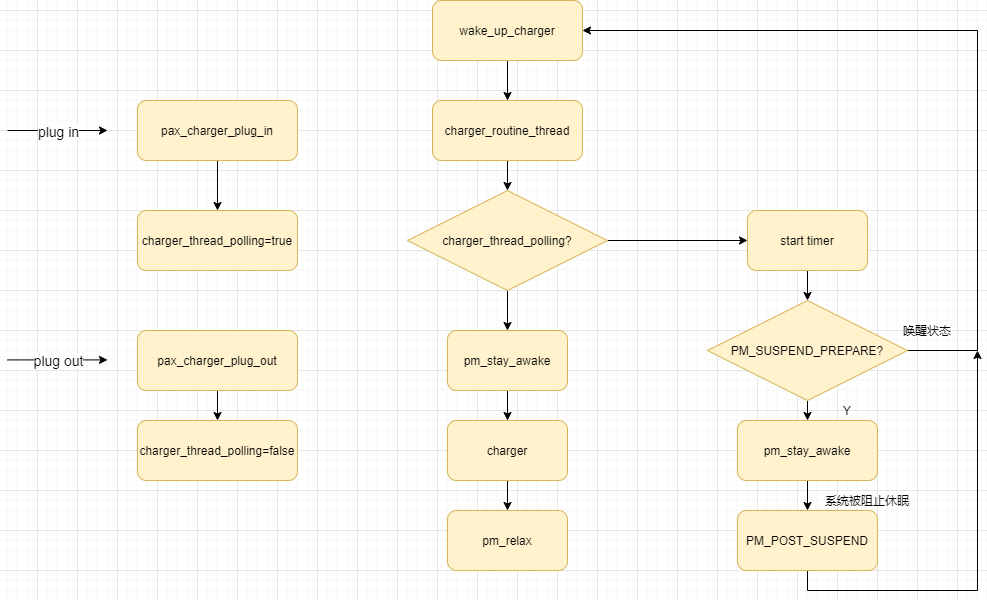 wake_up_charger
plug in
pax_charger_plug_in
charger_routine_thread
charger_thread_polling=true
charger_thread_polling?
start timer
plug out
pax_charger_plug_out
pm_stay_awake
PM_SUSPEND_PREPARE?
唤醒状态
Y
charger_thread_polling=false
charger
pm_stay_awake
系统被阻止休眠
pm_relax
PM_POST_SUSPEND